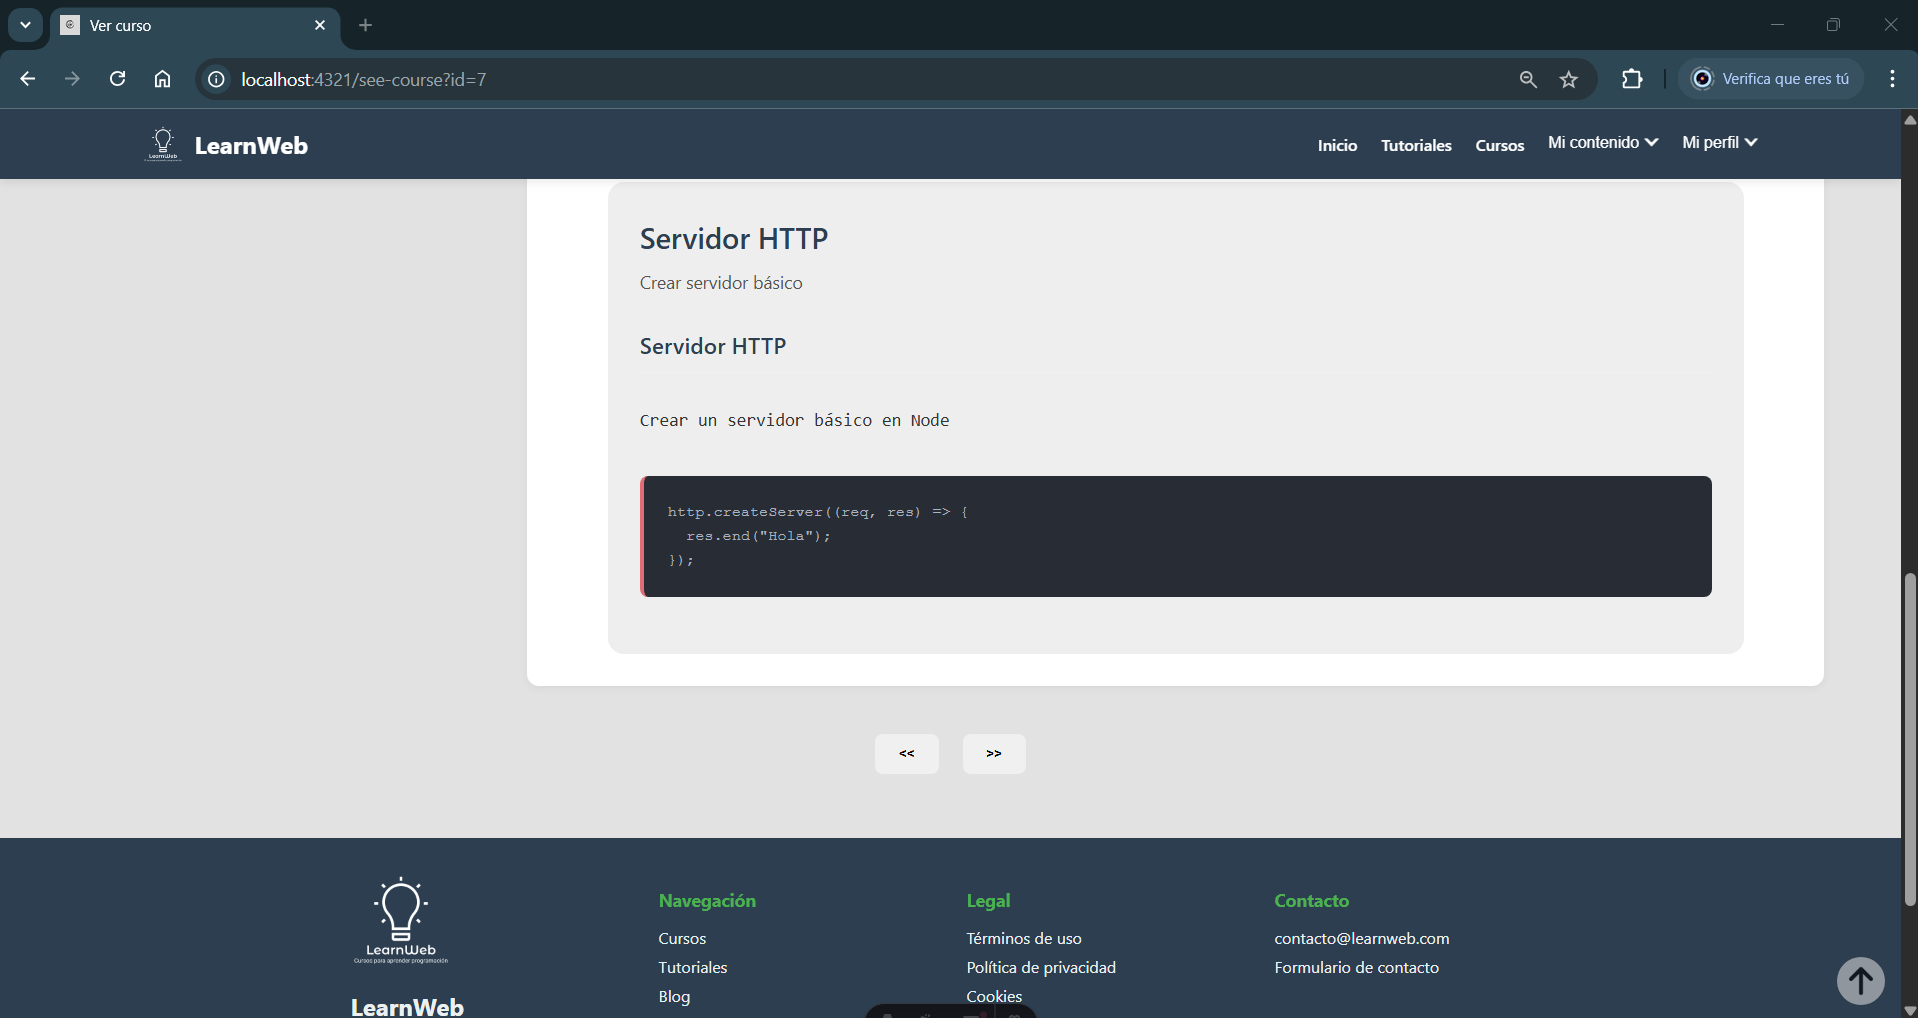 Ver curso
localhost:4321/see-course?id=7
Verifica que eres tú
LearnWeb
LearnWeb
Inicio
Tutoriales
Cursos
Mi contenido
Mi perfil
Servidor HTTP
Crear servidor básico
Servidor HTTP
Crear un servidor básico en Node
http.createServer((req, res) => {
  res.end("Hola");
});
<<
>>
LearnWeb
Cursos para aprender programación
LearnWeb
Navegación
Cursos
Tutoriales
Blog
Legal
Términos de uso
Política de privacidad
Cookies
Contacto
contacto@learnweb.com
Formulario de contacto